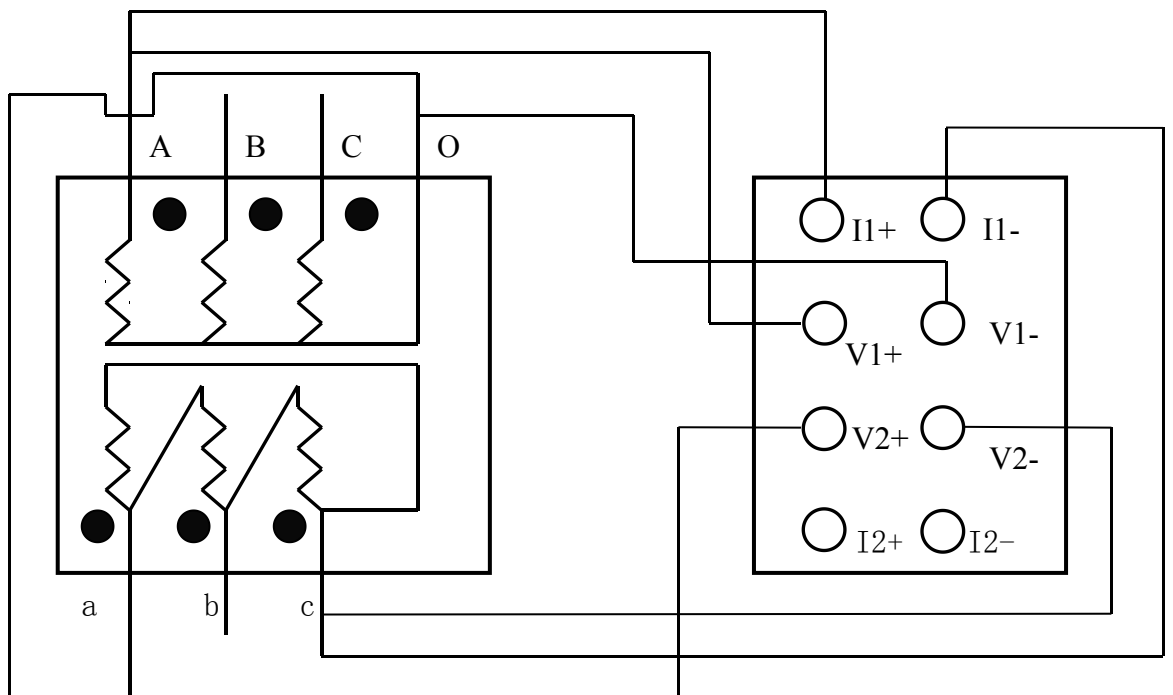 A B C O
I1+ I1-
V1+ V1-
V2+ V2-
I2+ I2-
a b c